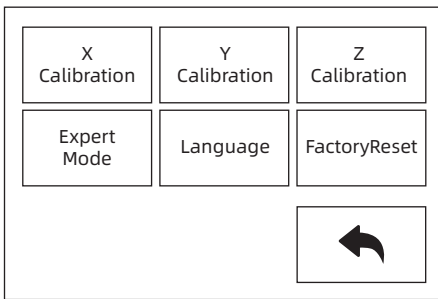 X
Calibration
Y
Calibration
Z
Calibration
Expert
Mode
Language
FactoryReset